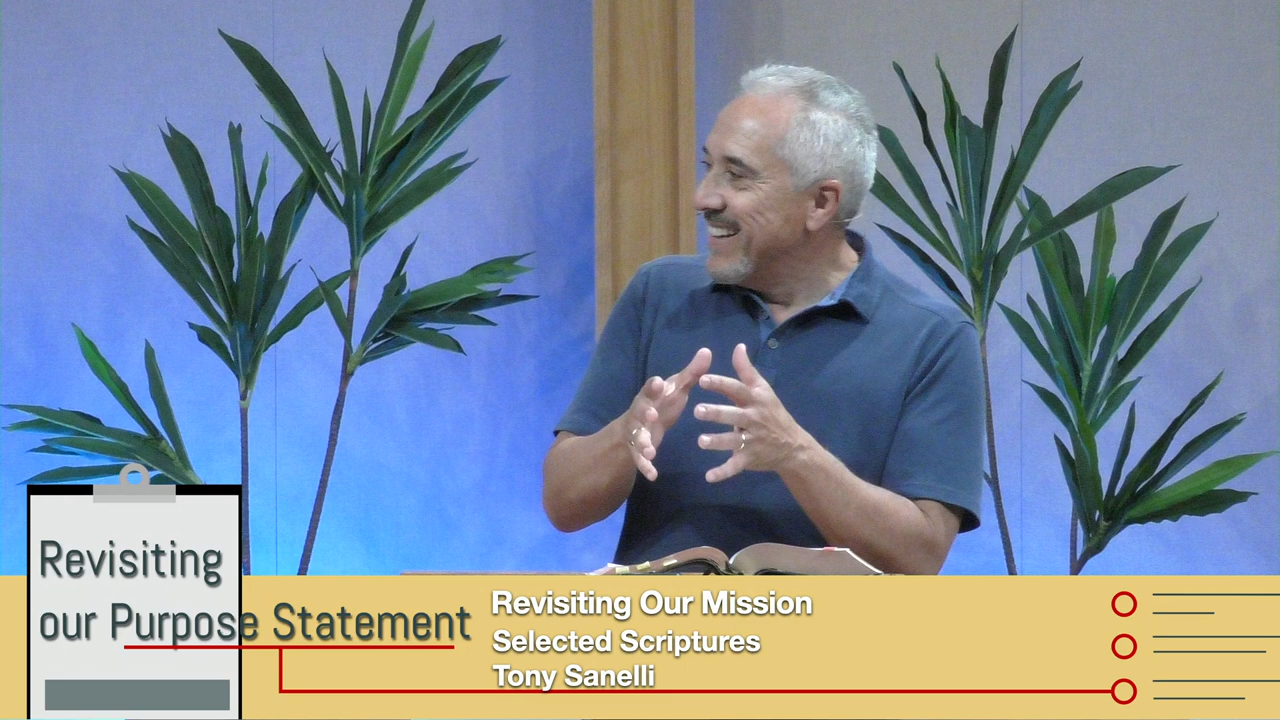 Revisiting
our Purpose Statement
Revisiting Our Mission
Selected Scriptures
Tony Sanelli